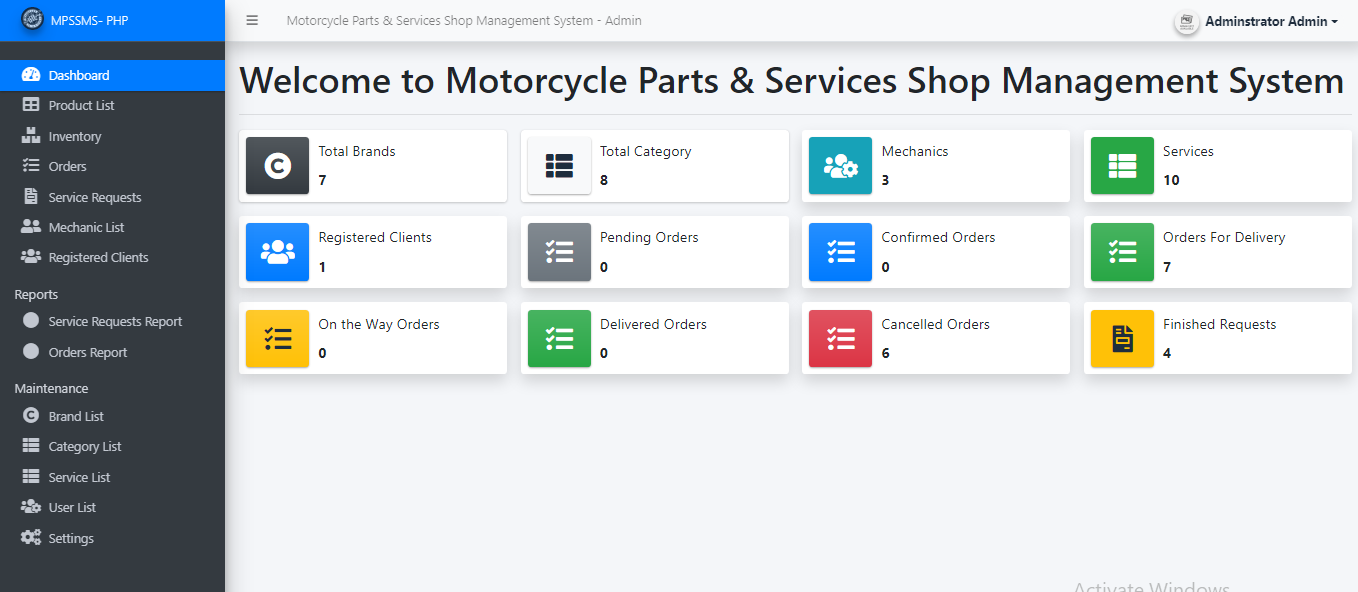 MPSSMS- PHP
Motorcycle Parts & Services Shop Management System - Admin
Adminstrator Admin
Dashboard
Product List
Inventory
Orders
Service Requests
Mechanic List
Registered Clients
Reports
Service Requests Report
Orders Report
Maintenance
Brand List
Category List
Service List
User List
Settings
Welcome to Motorcycle Parts & Services Shop Management System
Total Brands
7
Total Category
8
Mechanics
3
Services
10
Registered Clients
1
Pending Orders
0
Confirmed Orders
0
Orders For Delivery
7
On the Way Orders
0
Delivered Orders
0
Cancelled Orders
6
Finished Requests
4
Activate Windows